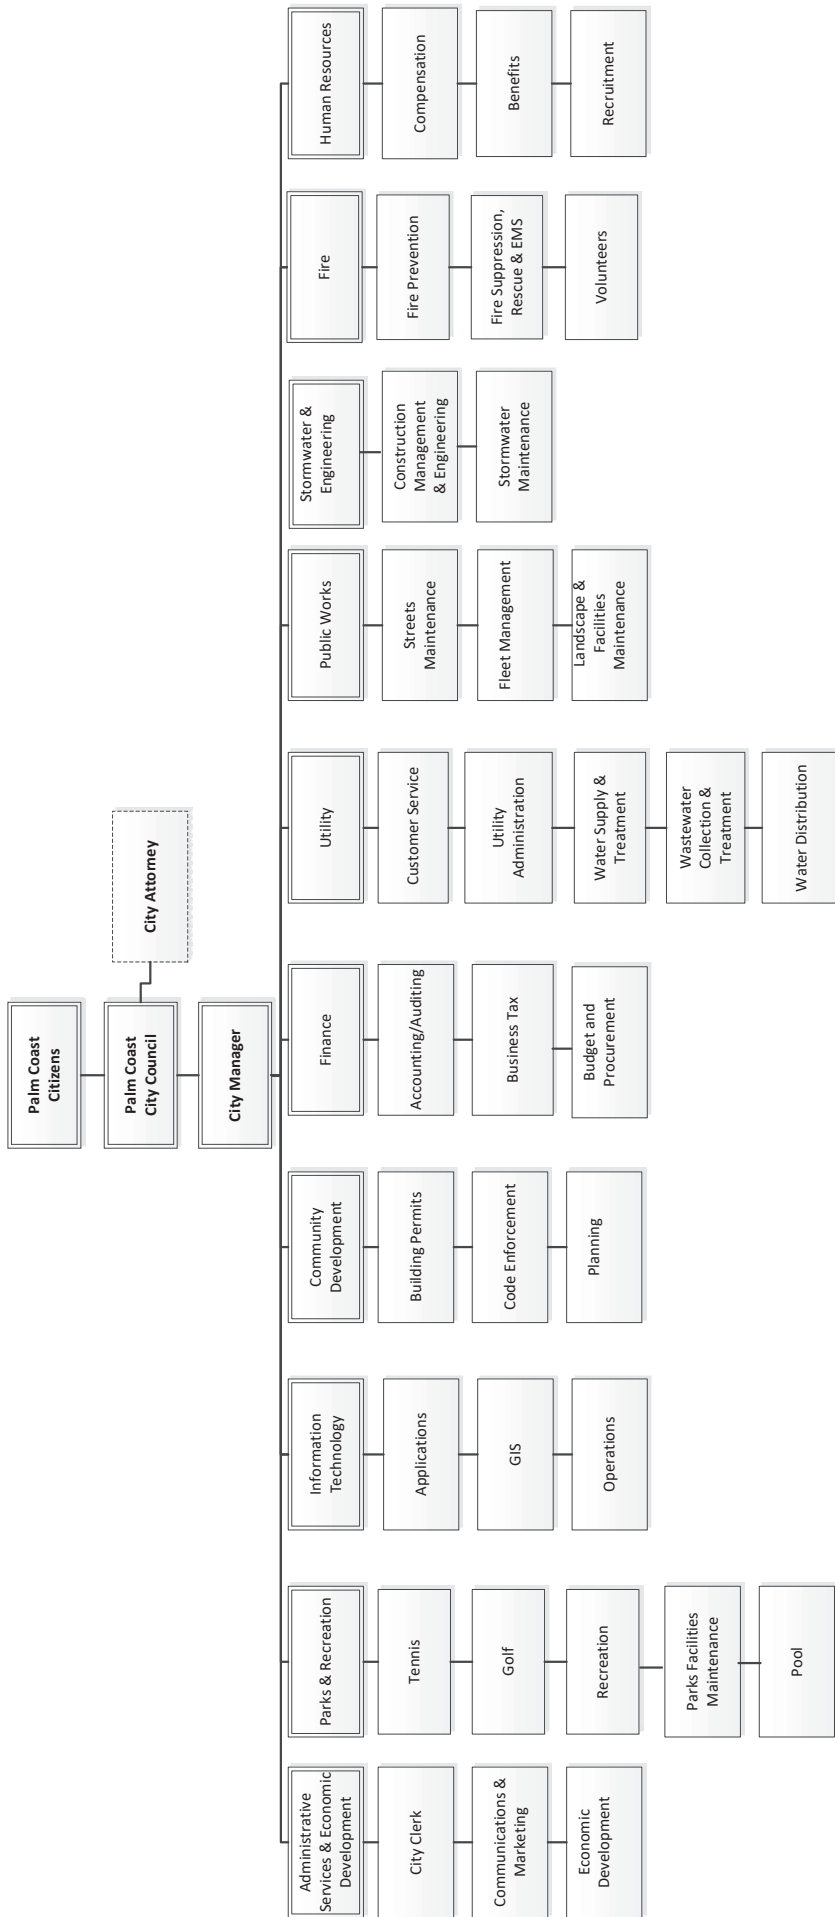 Palm Coast
Citizens
Palm Coast
City Council
City Attorney
City Manager
Administrative
Services & Economic
Development
City Clerk
Communications &
Marketing
Economic
Development
Parks & Recreation
Tennis
Golf
Recreation
Parks Facilities
Maintenance
Pool
Information
Technology
Applications
GIS
Operations
Community
Development
Building Permits
Code Enforcement
Planning
Finance
Accounting/Auditing
Business Tax
Budget and
Procurement
Utility
Customer Service
Utility
Administration
Water Supply &
Treatment
Wastewater
Collection &
Treatment
Water Distribution
Public Works
Streets
Maintenance
Fleet Management
Landscape &
Facilities
Maintenance
Stormwater &
Engineering
Construction
Management
& Engineering
Stormwater
Maintenance
Fire
Fire Prevention
Fire Suppression,
Rescue & EMS
Volunteers
Human Resources
Compensation
Benefits
Recruitment